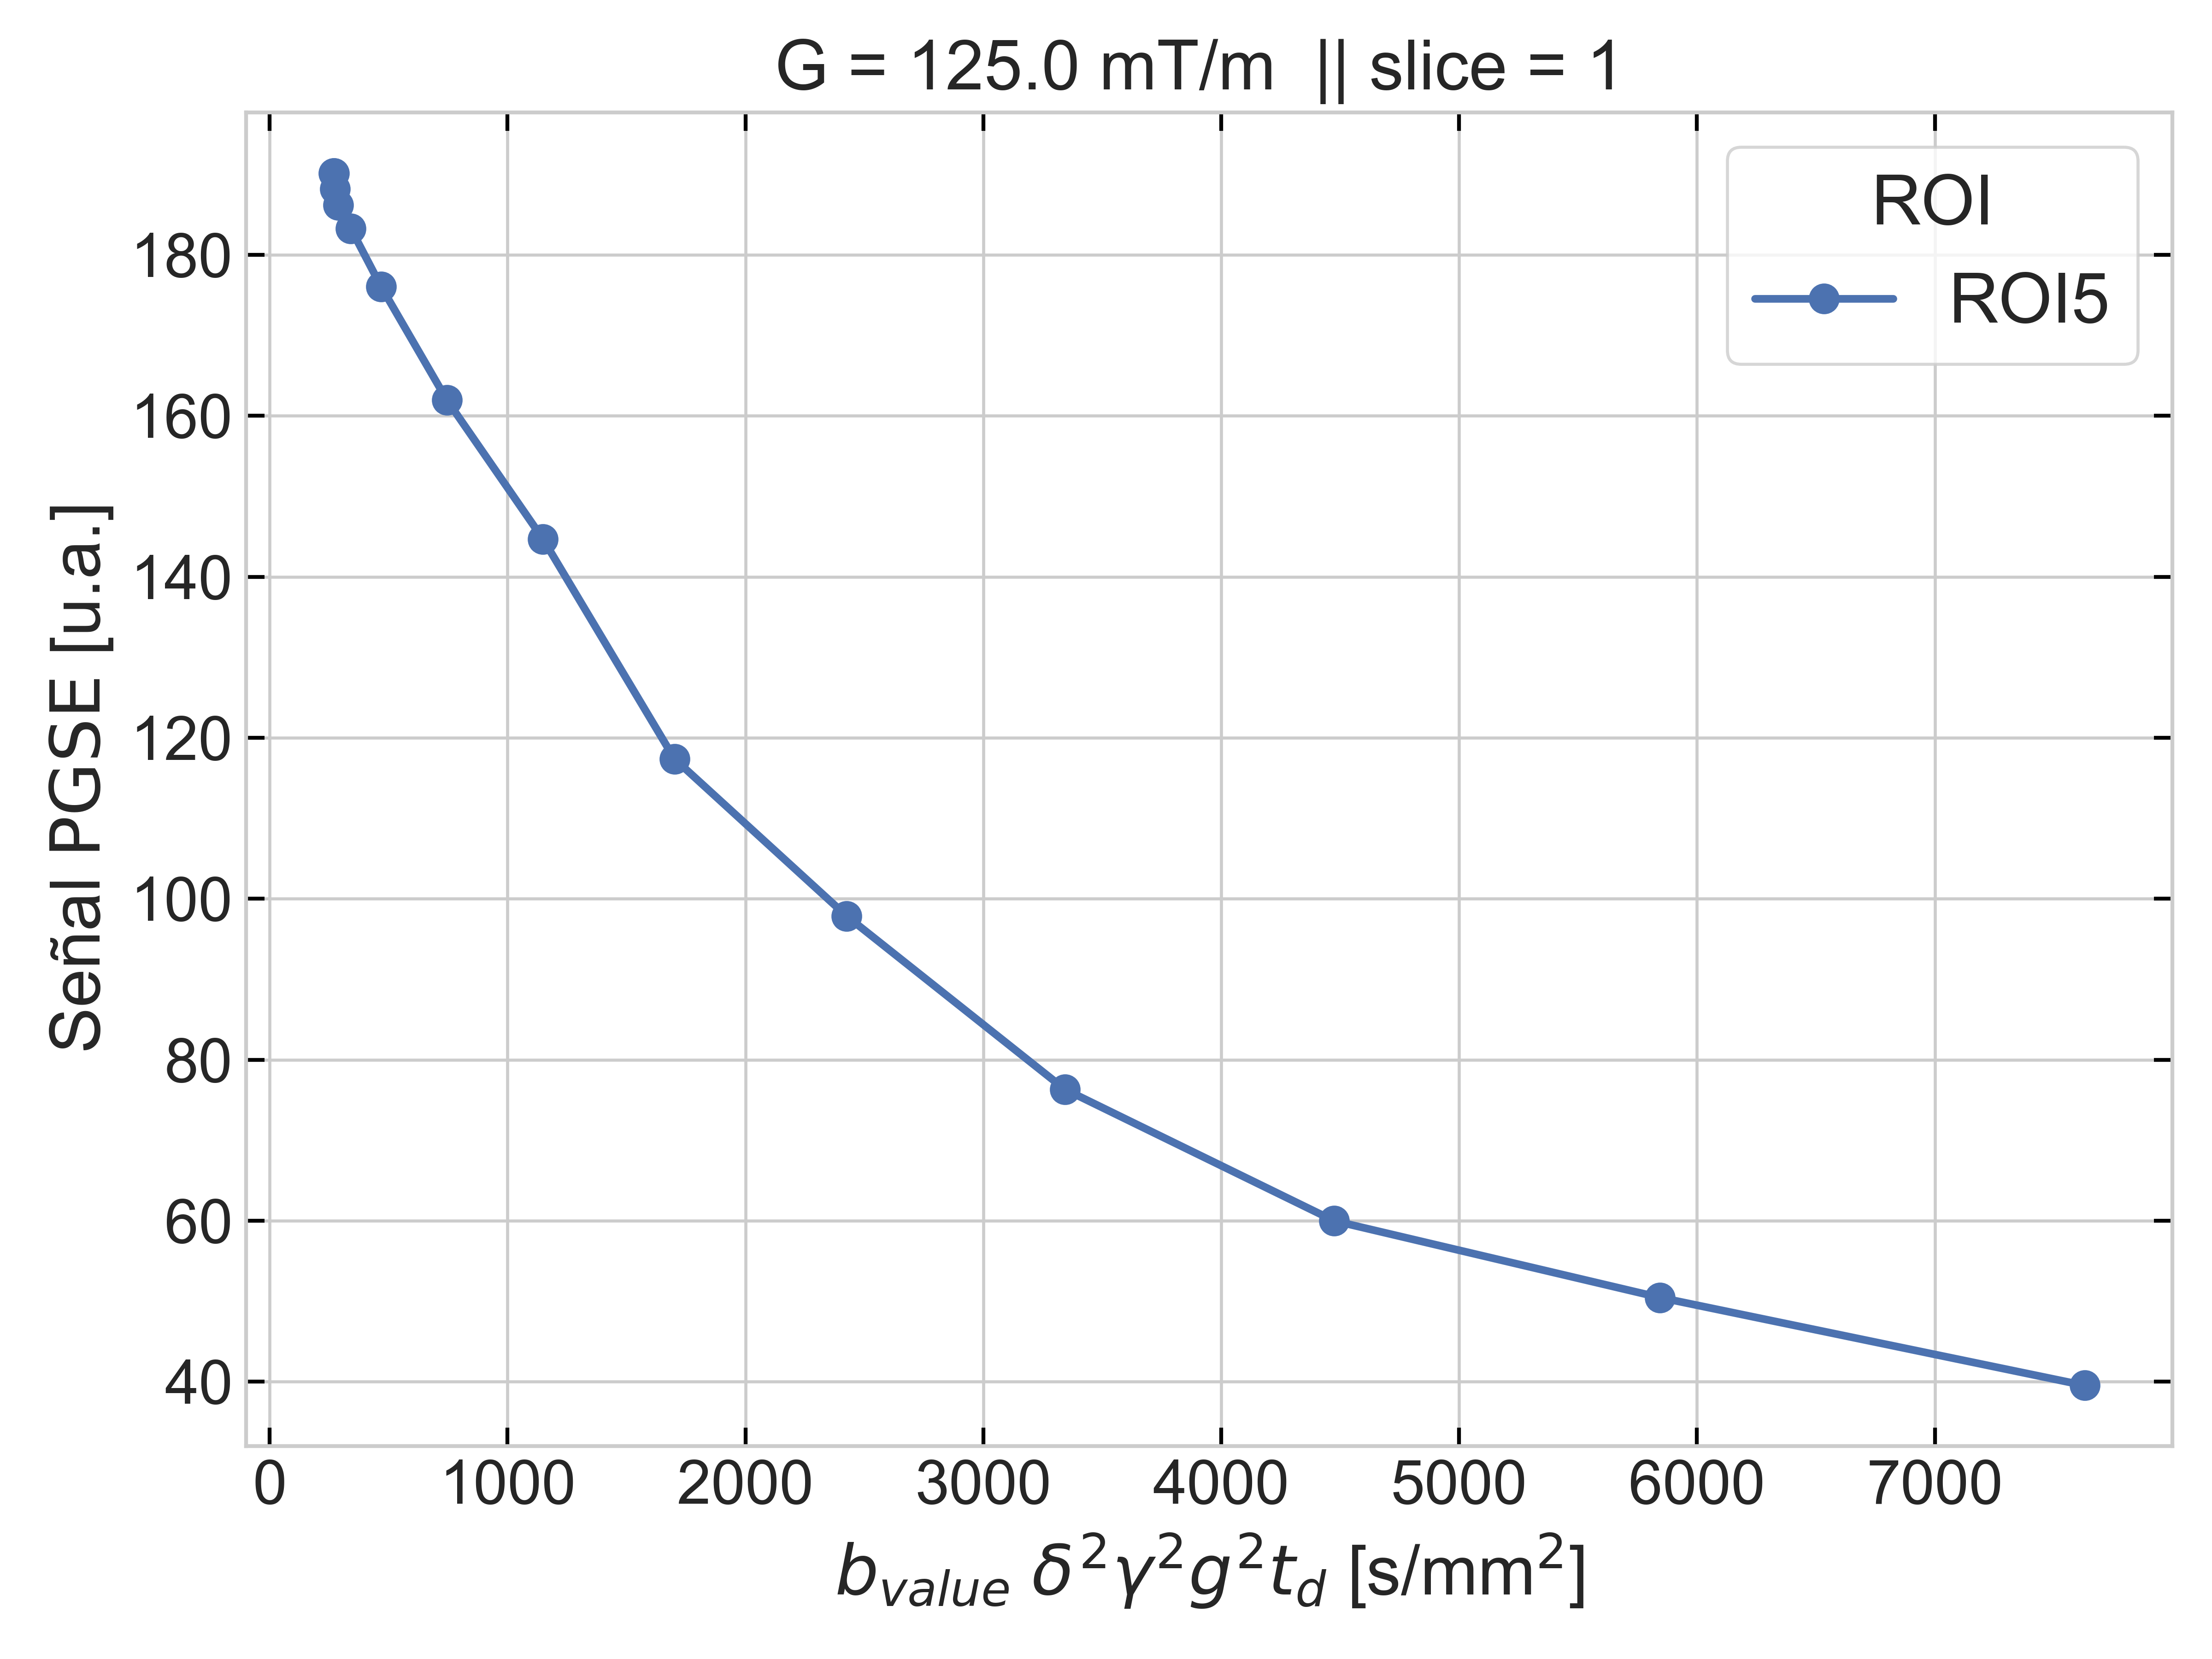 G = 125.0 mT/m || slice = 1
ROI
ROI5
Señal PGSE [u.a.]
180
160
140
120
100
80
60
40
0 1000 2000 3000 4000 5000 6000 7000
b_value δ²γ²g²t_d [s/mm²]